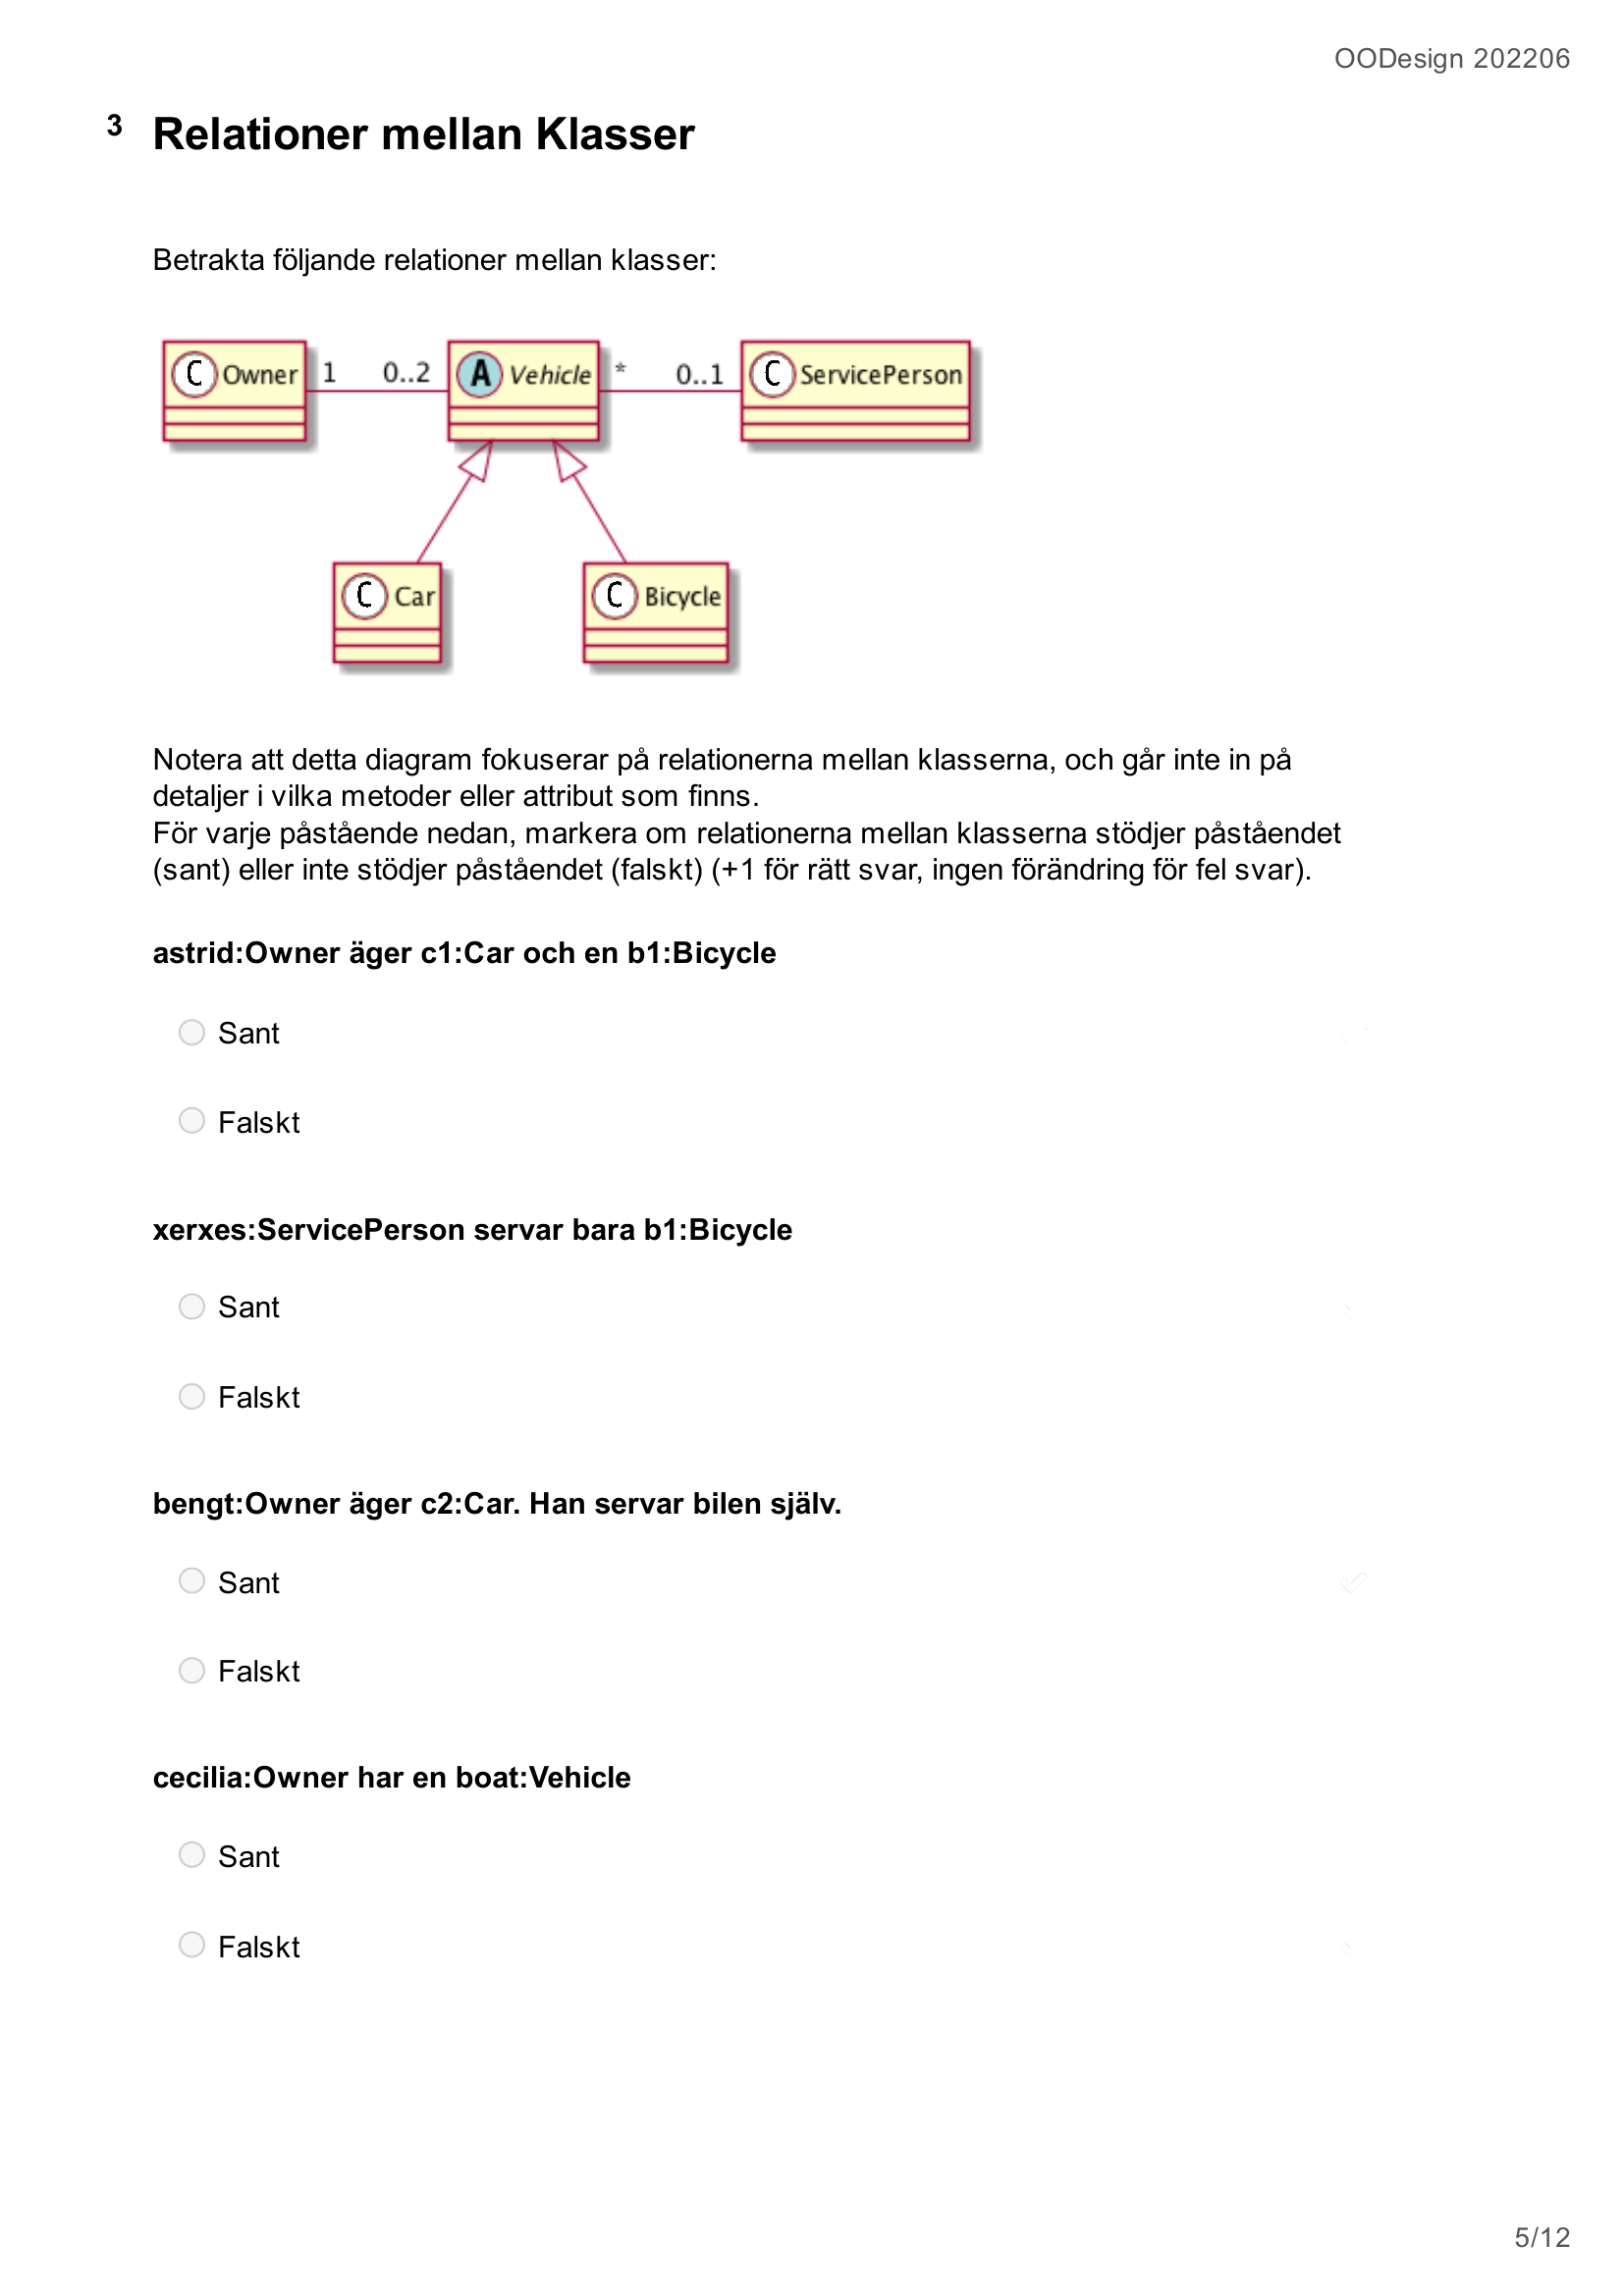 OODesign 202206
3 Relationer mellan Klasser
Betrakta följande relationer mellan klasser:
C Owner 1 0..2 A Vehicle * 0..1 C ServicePerson
C Car C Bicycle
Notera att detta diagram fokuserar på relationerna mellan klasserna, och går inte in på
detaljer i vilka metoder eller attribut som finns.
För varje påstående nedan, markera om relationerna mellan klasserna stödjer påståendet
(sant) eller inte stödjer påståendet (falskt) (+1 för rätt svar, ingen förändring för fel svar).
astrid:Owner äger c1:Car och en b1:Bicycle
Sant
Falskt
xerxes:ServicePerson servar bara b1:Bicycle
Sant
Falskt
bengt:Owner äger c2:Car. Han servar bilen själv.
Sant
Falskt
cecilia:Owner har en boat:Vehicle
Sant
Falskt
5/12